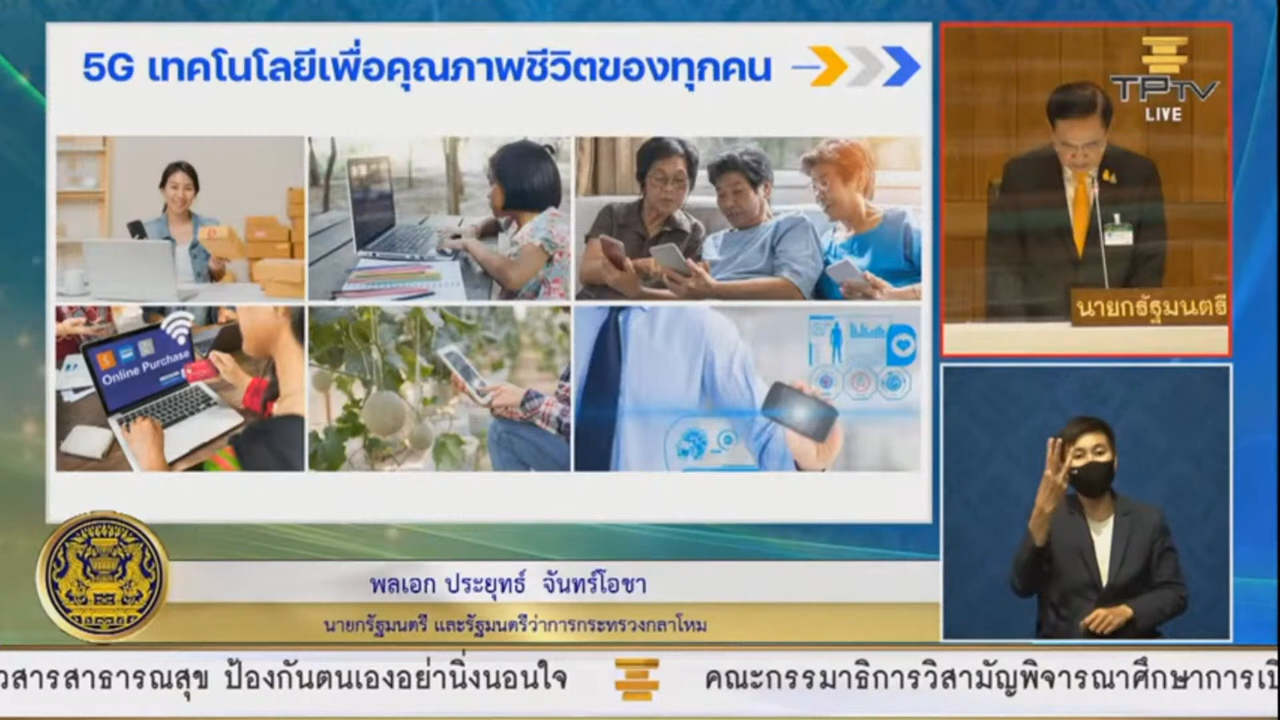 5G เทคโนโลยีเพื่อคุณภาพชีวิตของทุกคน
TPTV
LIVE
นายกรัฐมนตรี
Online Purchase
พลเอก ประยุทธ์ จันทร์โอชา
นายกรัฐมนตรี และรัฐมนตรีว่าการกระทรวงกลาโหม
วสารสาธารณสุข ป้องกันตนเองอย่านิ่งนอนใจ
คณะกรรมาธิการวิสามัญพิจารณาศึกษาการเปิ